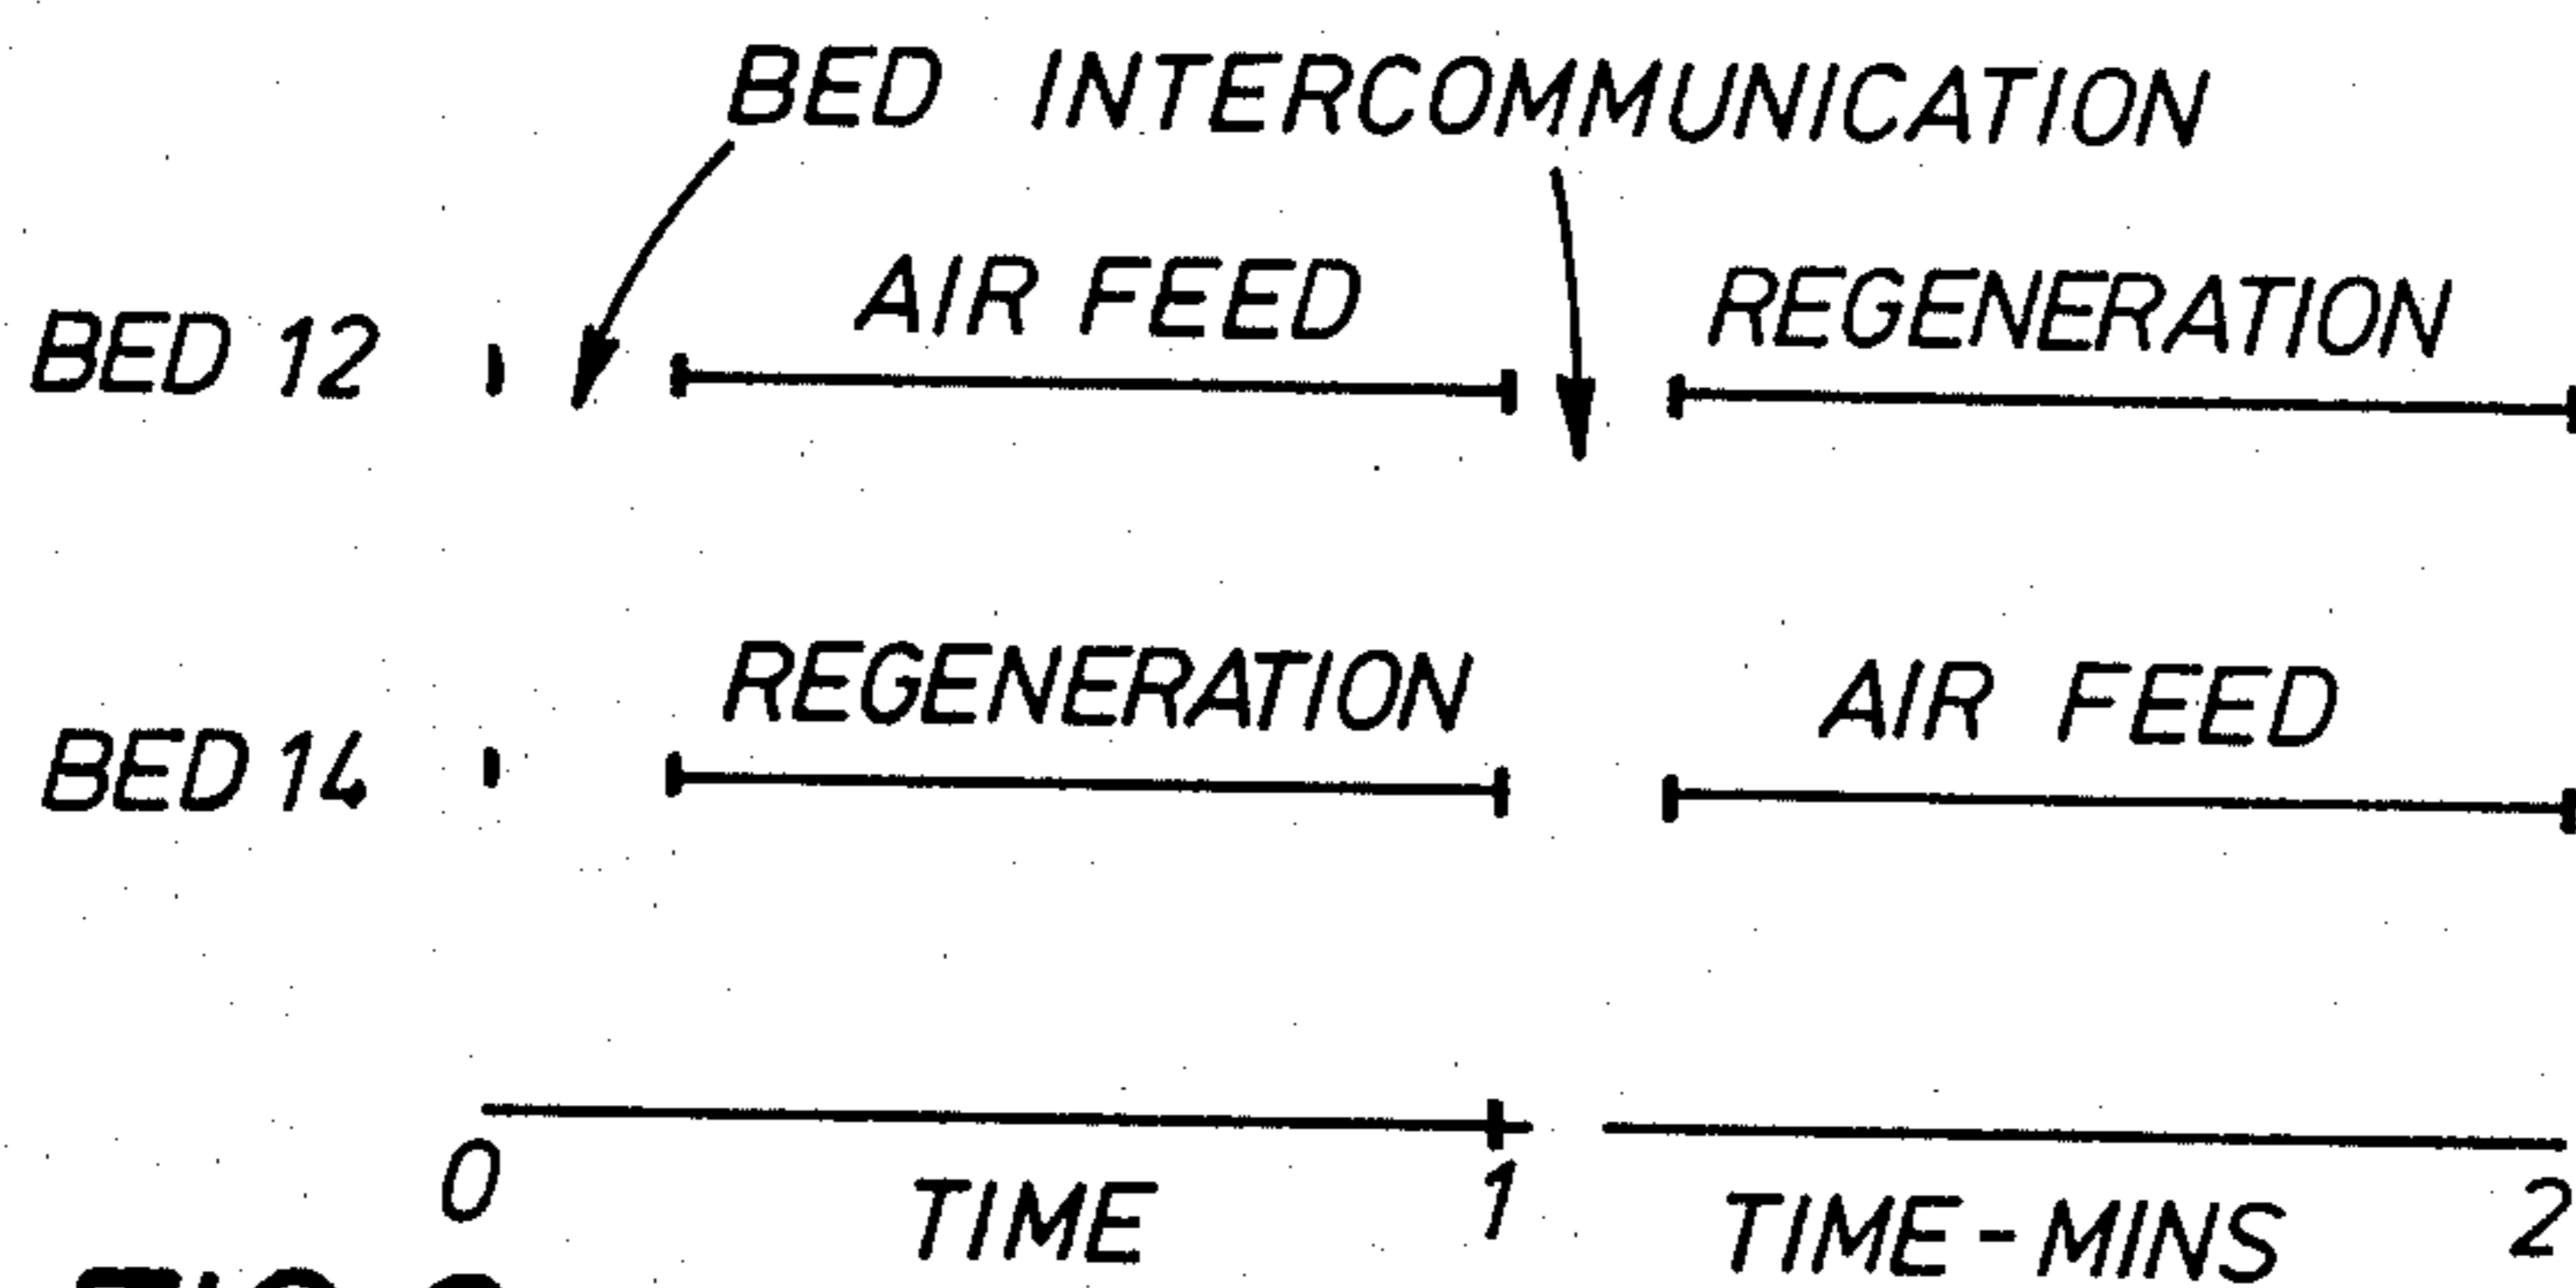 BED INTERCOMMUNICATION
AIR FEED
REGENERATION
BED 12
REGENERATION
AIR FEED
BED 14
0
1
2
TIME
TIME-MINS